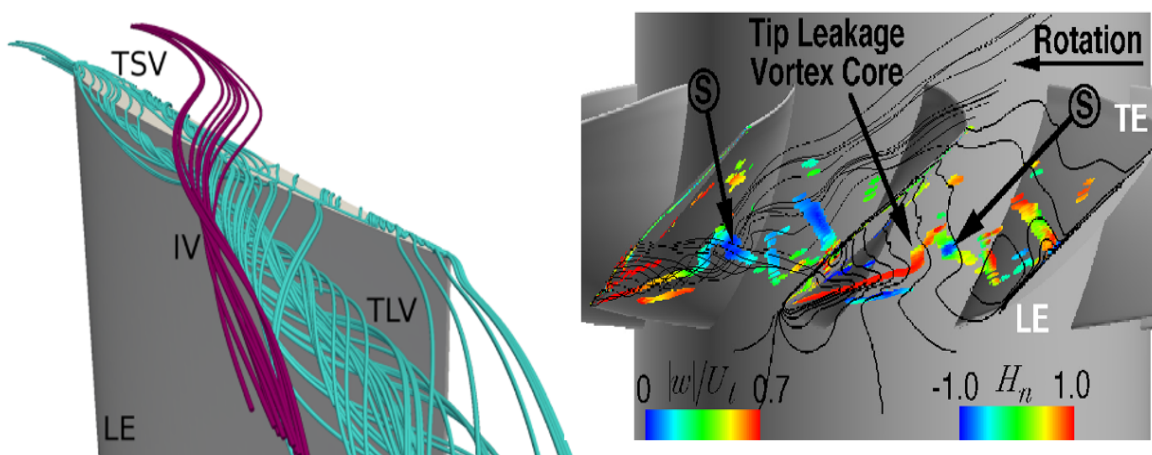 TSV
IV
TLV
LE
Tip Leakage
Vortex Core
Rotation
S
S
TE
LE
0 |w|/U_t 0.7
-1.0 H_n 1.0